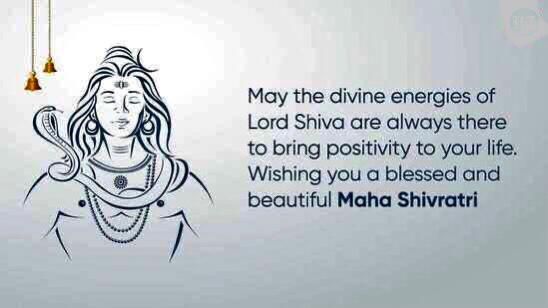 May the divine energies of
Lord Shiva are always there
to bring positivity to your life.
Wishing you a blessed and
beautiful Maha Shivratri